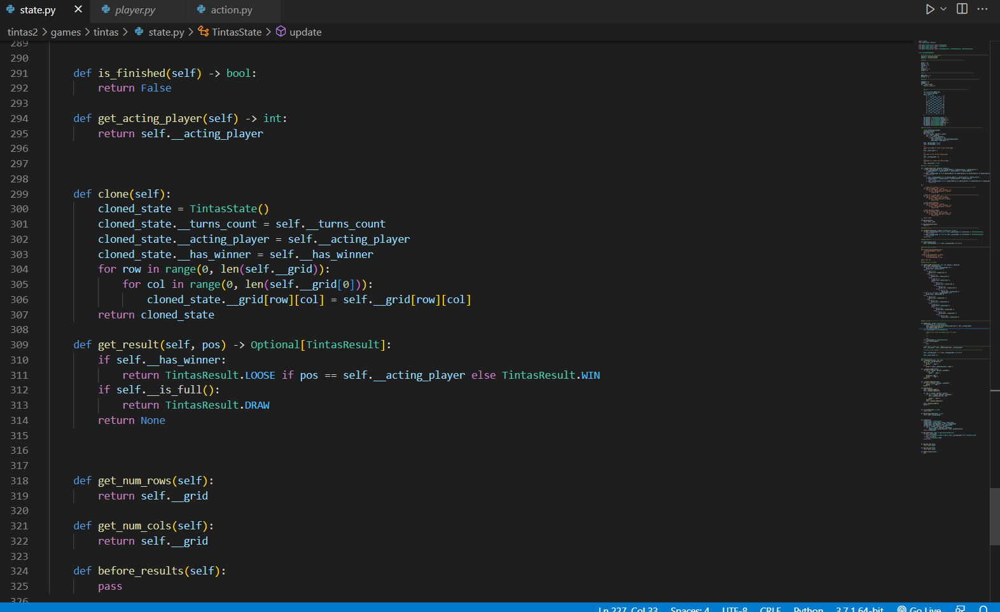 state.py
player.py
action.py
tintas2 > games > tintas > state.py > TintasState > update
289
290
291 def is_finished(self) -> bool:
292 return False
293
294 def get_acting_player(self) -> int:
295 return self.__acting_player
296
297
298
299 def clone(self):
300 cloned_state = TintasState()
301 cloned_state.__turns_count = self.__turns_count
302 cloned_state.__acting_player = self.__acting_player
303 cloned_state.__has_winner = self.__has_winner
304 for row in range(0, len(self.__grid)):
305 for col in range(0, len(self.__grid[0])):
306 cloned_state.__grid[row][col] = self.__grid[row][col]
307 return cloned_state
308
309 def get_result(self, pos) -> Optional[TintasResult]:
310 if self.__has_winner:
311 return TintasResult.LOOSE if pos == self.__acting_player else TintasResult.WIN
312 if self.__is_full():
313 return TintasResult.DRAW
314 return None
315
316
317
318 def get_num_rows(self):
319 return self.__grid
320
321 def get_num_cols(self):
322 return self.__grid
323
324 def before_results(self):
325 pass
326
Ln 227, Col 33 Spaces: 4 UTF-8 CRLF Python 3.7.1 64-bit Go Live